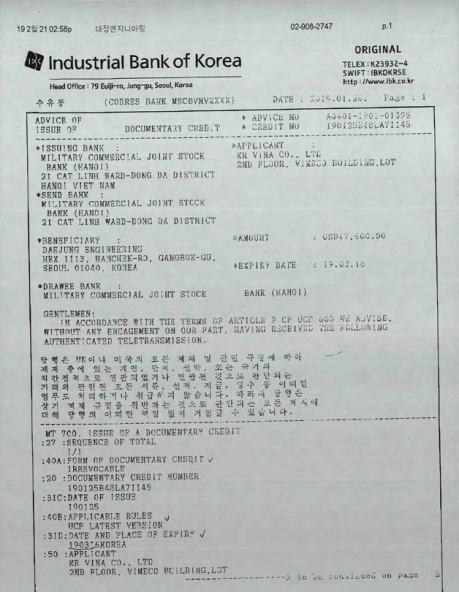 19 2월 21 02:58p 대정엔지니어링 02-908-2747 p.1
IBK Industrial Bank of Korea
ORIGINAL
TELEX : K23932-4
SWIFT : IBKOKRSE
http://www.ibk.co.kr
Head Office : 79 Eulji-ro, Jung-gu, Seoul, Korea
수유동 (CORRES BANK MSCBVNVXXXX) DATE : 2019.01.28. Page : 1
ADVICE OF * ADVICE NO A0401-1901-01395
ISSUE OF DOCUMENTARY CREDIT * CREDIT NO 190125848LA71145
*ISSUING BANK : *APPLICANT :
MILITARY COMMERCIAL JOINT STOCK KR VINA CO., LTD
BANK (HANOI) 2ND FLOOR, VIMECO BUILDING,LOT
21 CAT LINH WARD-DONG DA DISTRICT
HANOI VIET NAM
*SEND BANK :
MILITARY COMMERCIAL JOINT STOCK
BANK (HANOI)
21 CAT LINH WARD-DONG DA DISTRICT
*BENEFICIARY : *AMOUNT : USD17,600.00
DAEJUNG ENGINEERING
HBX 1113, HANCHEK-RO, GANGBUK-GU,
SEOUL 01040, KOREA *EXPIRY DATE : 19.03.16
*DRAWEE BANK :
MILITARY COMMERCIAL JOINT STOCK BANK (HANOI)
GENTLEMEN:
IN ACCORDANCE WITH THE TERMS OF ARTICLE 9 OF UCP 600 WE ADVISE,
WITHOUT ANY ENGAGEMENT ON OUR PART, HAVING RECEIVED THE FOLLOWING
AUTHENTICATED TELETRANSMISSION.
당행은 UN이나 미국의 모든 제재 및 관련 규정에 따라
제재 중에 있는 개인, 단체, 선박, 또는 국가와
직간접적으로 연관되었거나 연관된 것으로 판단되는
거래와 관련된 모든 서류, 선적, 지급, 영수 등 어떠한
업무도 처리하거나 취급하지 않습니다. 따라서 당행은
상기 제재 규정을 위반하는 것으로 판단되는 모든 제시에
대해 당행의 어떠한 책임 없이 거절할 수 있습니다.
MT 700. ISSUE OF A DOCUMENTARY CREDIT
:27 :SEQUENCE OF TOTAL
1/1
:40A:FORM OF DOCUMENTARY CREDIT
IRREVOCABLE
:20 :DOCUMENTARY CREDIT NUMBER
190125848LA71145
:31C:DATE OF ISSUE
190125
:40E:APPLICABLE RULES
UCP LATEST VERSION
:31D:DATE AND PLACE OF EXPIRY
190316KOREA
:50 :APPLICANT
KR VINA CO., LTD
2ND FLOOR, VIMECO BUILDING,LOT
---------------------> to be continued on page 2